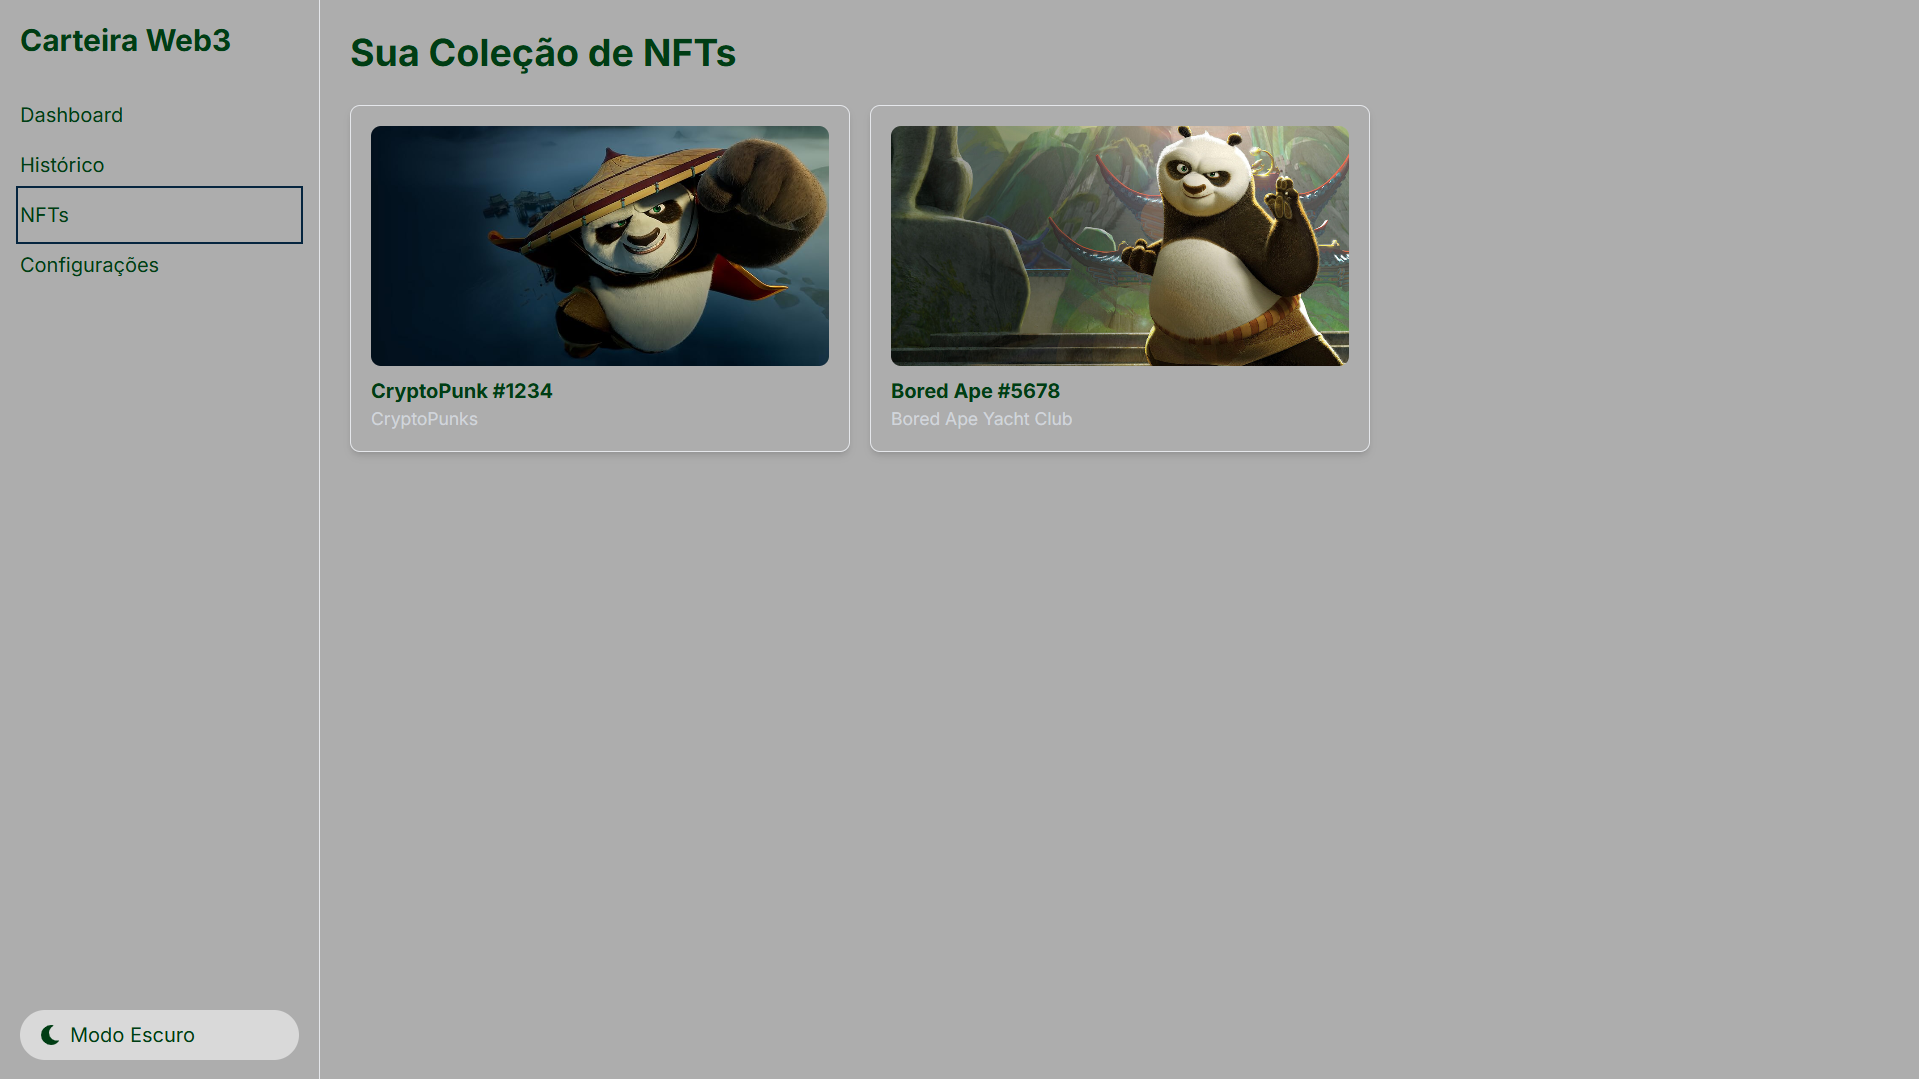 Carteira Web3
Dashboard
Histórico
NFTs
Configurações
Modo Escuro
Sua Coleção de NFTs
CryptoPunk #1234
CryptoPunks
Bored Ape #5678
Bored Ape Yacht Club